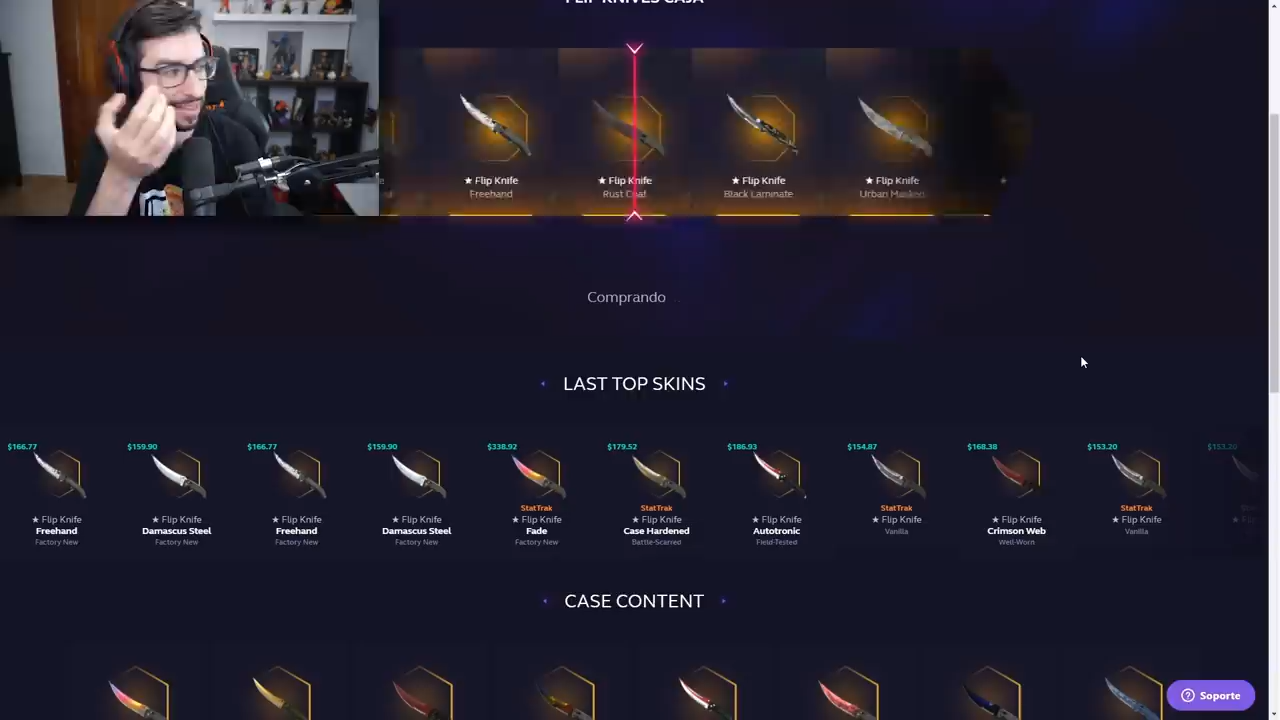 FLIP KNIVES CAJA
★ Flip Knife
Freehand
★ Flip Knife
Rust Coat
★ Flip Knife
Black Laminate
★ Flip Knife
Urban Masked
Comprando ..
LAST TOP SKINS
$166.77
★ Flip Knife
Freehand
Factory New
$159.90
★ Flip Knife
Damascus Steel
Factory New
$166.77
★ Flip Knife
Freehand
Factory New
$159.90
★ Flip Knife
Damascus Steel
Factory New
$338.92
StatTrak
★ Flip Knife
Fade
Factory New
$179.52
StatTrak
★ Flip Knife
Case Hardened
Battle-Scarred
$186.93
★ Flip Knife
Autotronic
Field-Tested
$154.87
StatTrak
★ Flip Knife
Vanilla
$168.38
★ Flip Knife
Crimson Web
Well-Worn
$153.20
StatTrak
★ Flip Knife
Vanilla
$153.20
CASE CONTENT
Soporte